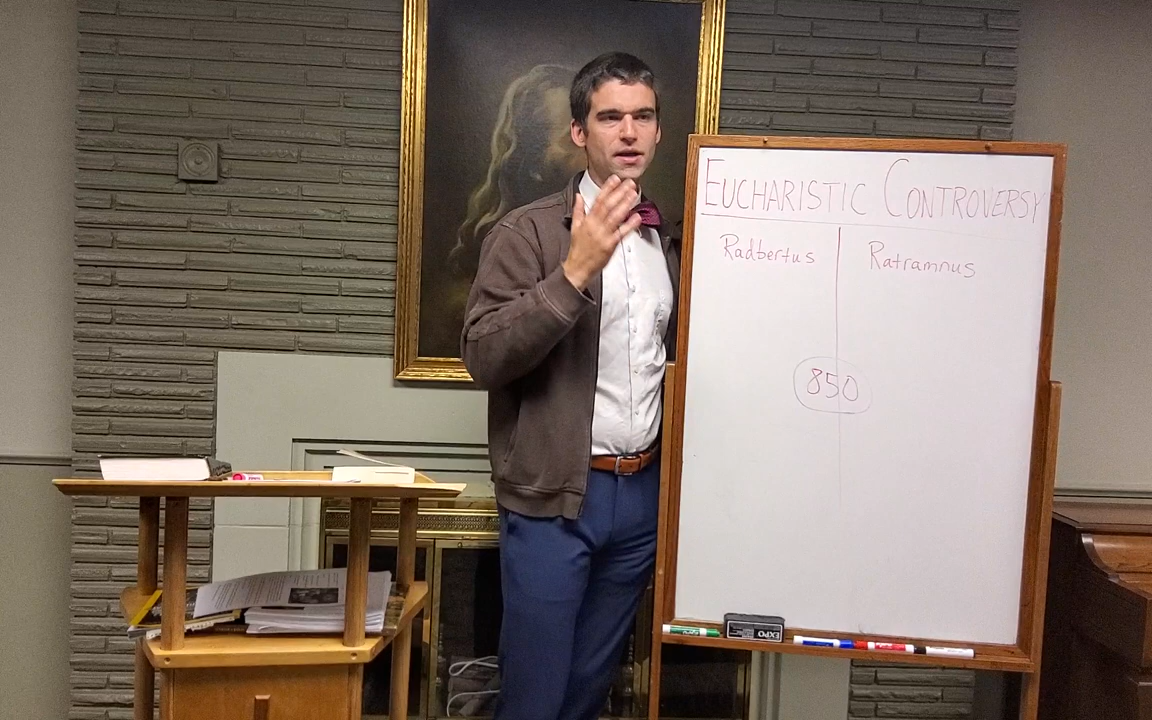 EUCHARISTIC CONTROVERSY
Radbertus
Ratramnus
850
EXPO